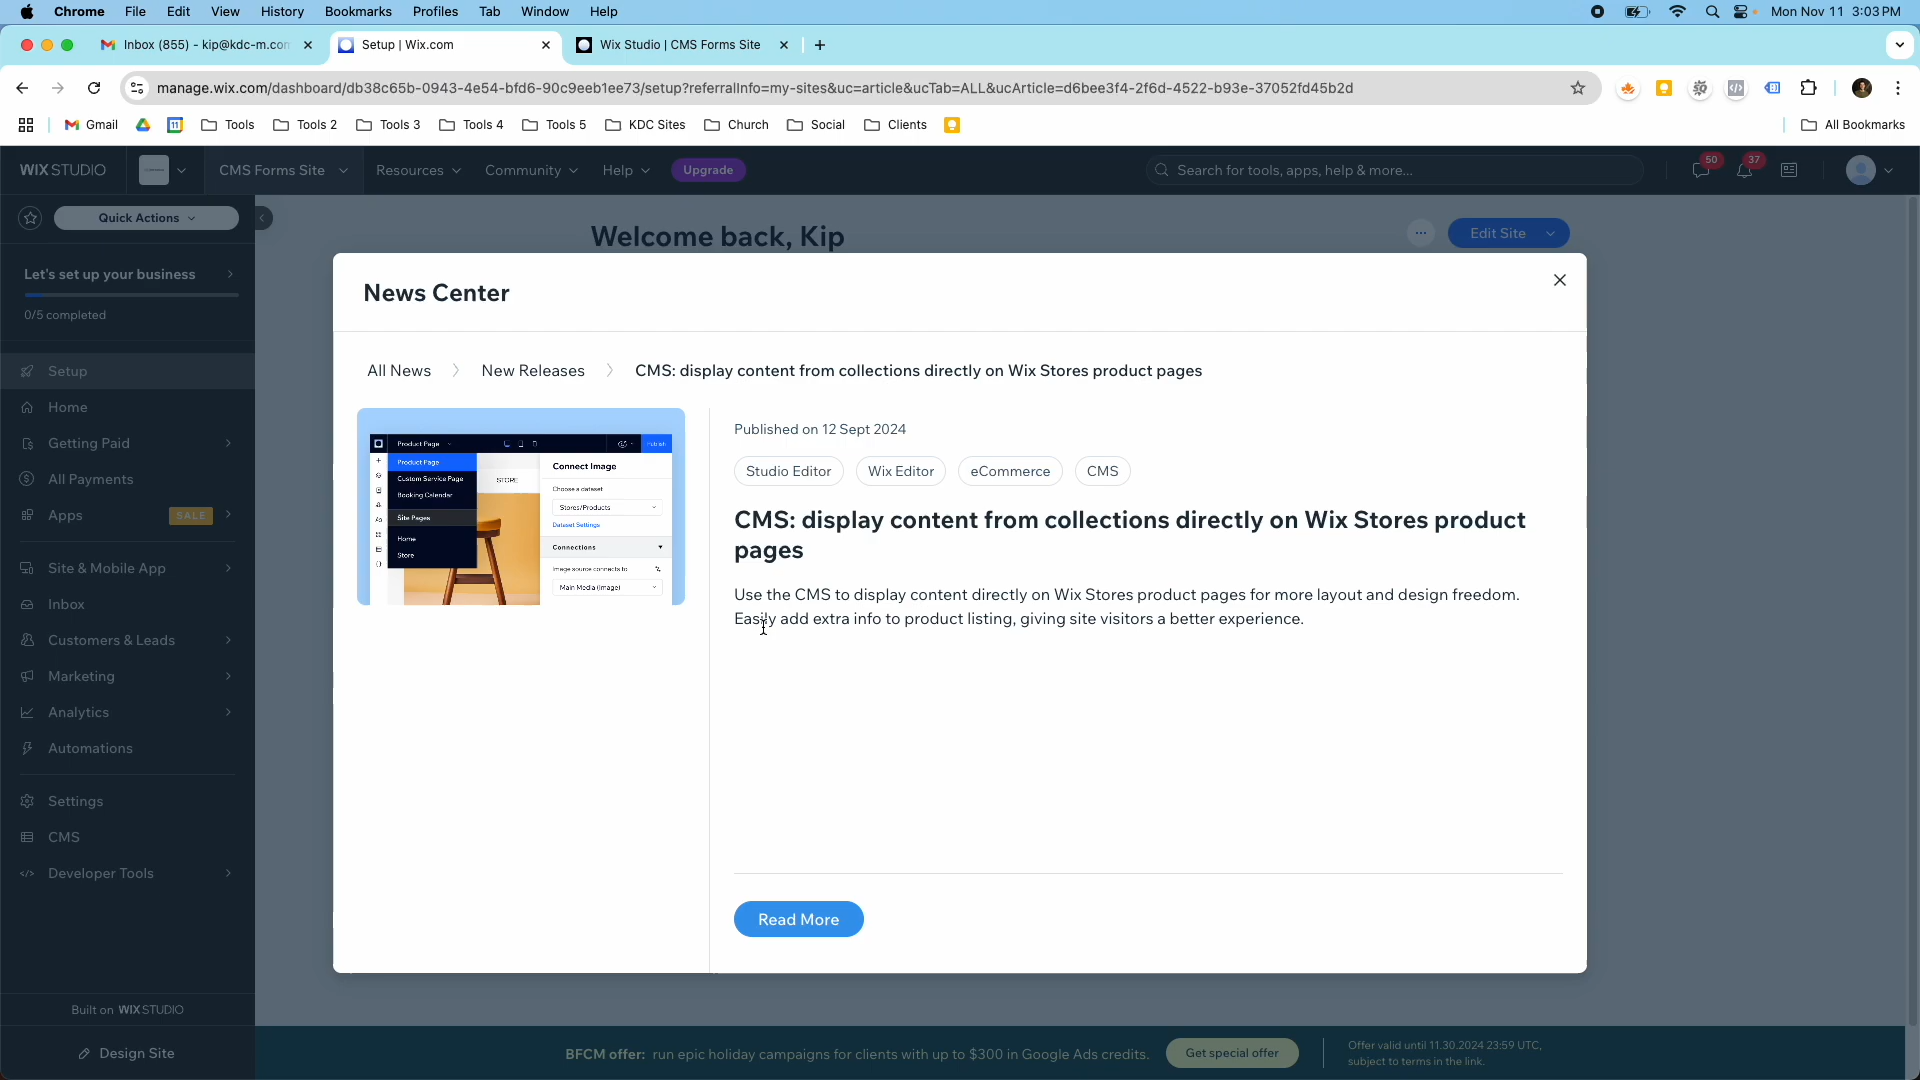 Chrome File Edit View History Bookmarks Profiles Tab Window Help Mon Nov 11 3:03 PM
Inbox (855) - kip@kdc-m.con Setup | Wix.com Wix Studio | CMS Forms Site
manage.wix.com/dashboard/db38c65b-0943-4e54-bfd6-90c9eeb1ee73/setup?referralInfo=my-sites&uc=article&ucTab=ALL&ucArticle=d6bee3f4-2f6d-4522-b93e-37052fd45b2d
Gmail Tools Tools 2 Tools 3 Tools 4 Tools 5 KDC Sites Church Social Clients All Bookmarks
WIX STUDIO CMS Forms Site Resources Community Help Upgrade Search for tools, apps, help & more... 50 37
Quick Actions
Welcome back, Kip
Edit Site
Let's set up your business
0/5 completed
Setup
Home
Getting Paid
All Payments
Apps SALE
Site & Mobile App
Inbox
Customers & Leads
Marketing
Analytics
Automations
Settings
CMS
Developer Tools
Built on WIX STUDIO
Design Site
News Center
All News New Releases CMS: display content from collections directly on Wix Stores product pages
Product Page Publish
Product Page
Custom Service Page
Booking Calendar
Site Pages
Home
Store
STORE
Connect Image
Choose a dataset
Stores/Products
Dataset Settings
Connections
Image source connects to
Main Media (Image)
Published on 12 Sept 2024
Studio Editor Wix Editor eCommerce CMS
CMS: display content from collections directly on Wix Stores product
pages
Use the CMS to display content directly on Wix Stores product pages for more layout and design freedom.
Easily add extra info to product listing, giving site visitors a better experience.
Read More
BFCM offer: run epic holiday campaigns for clients with up to $300 in Google Ads credits. Get special offer
Offer valid until 11.30.2024 23:59 UTC,
subject to terms in the link.